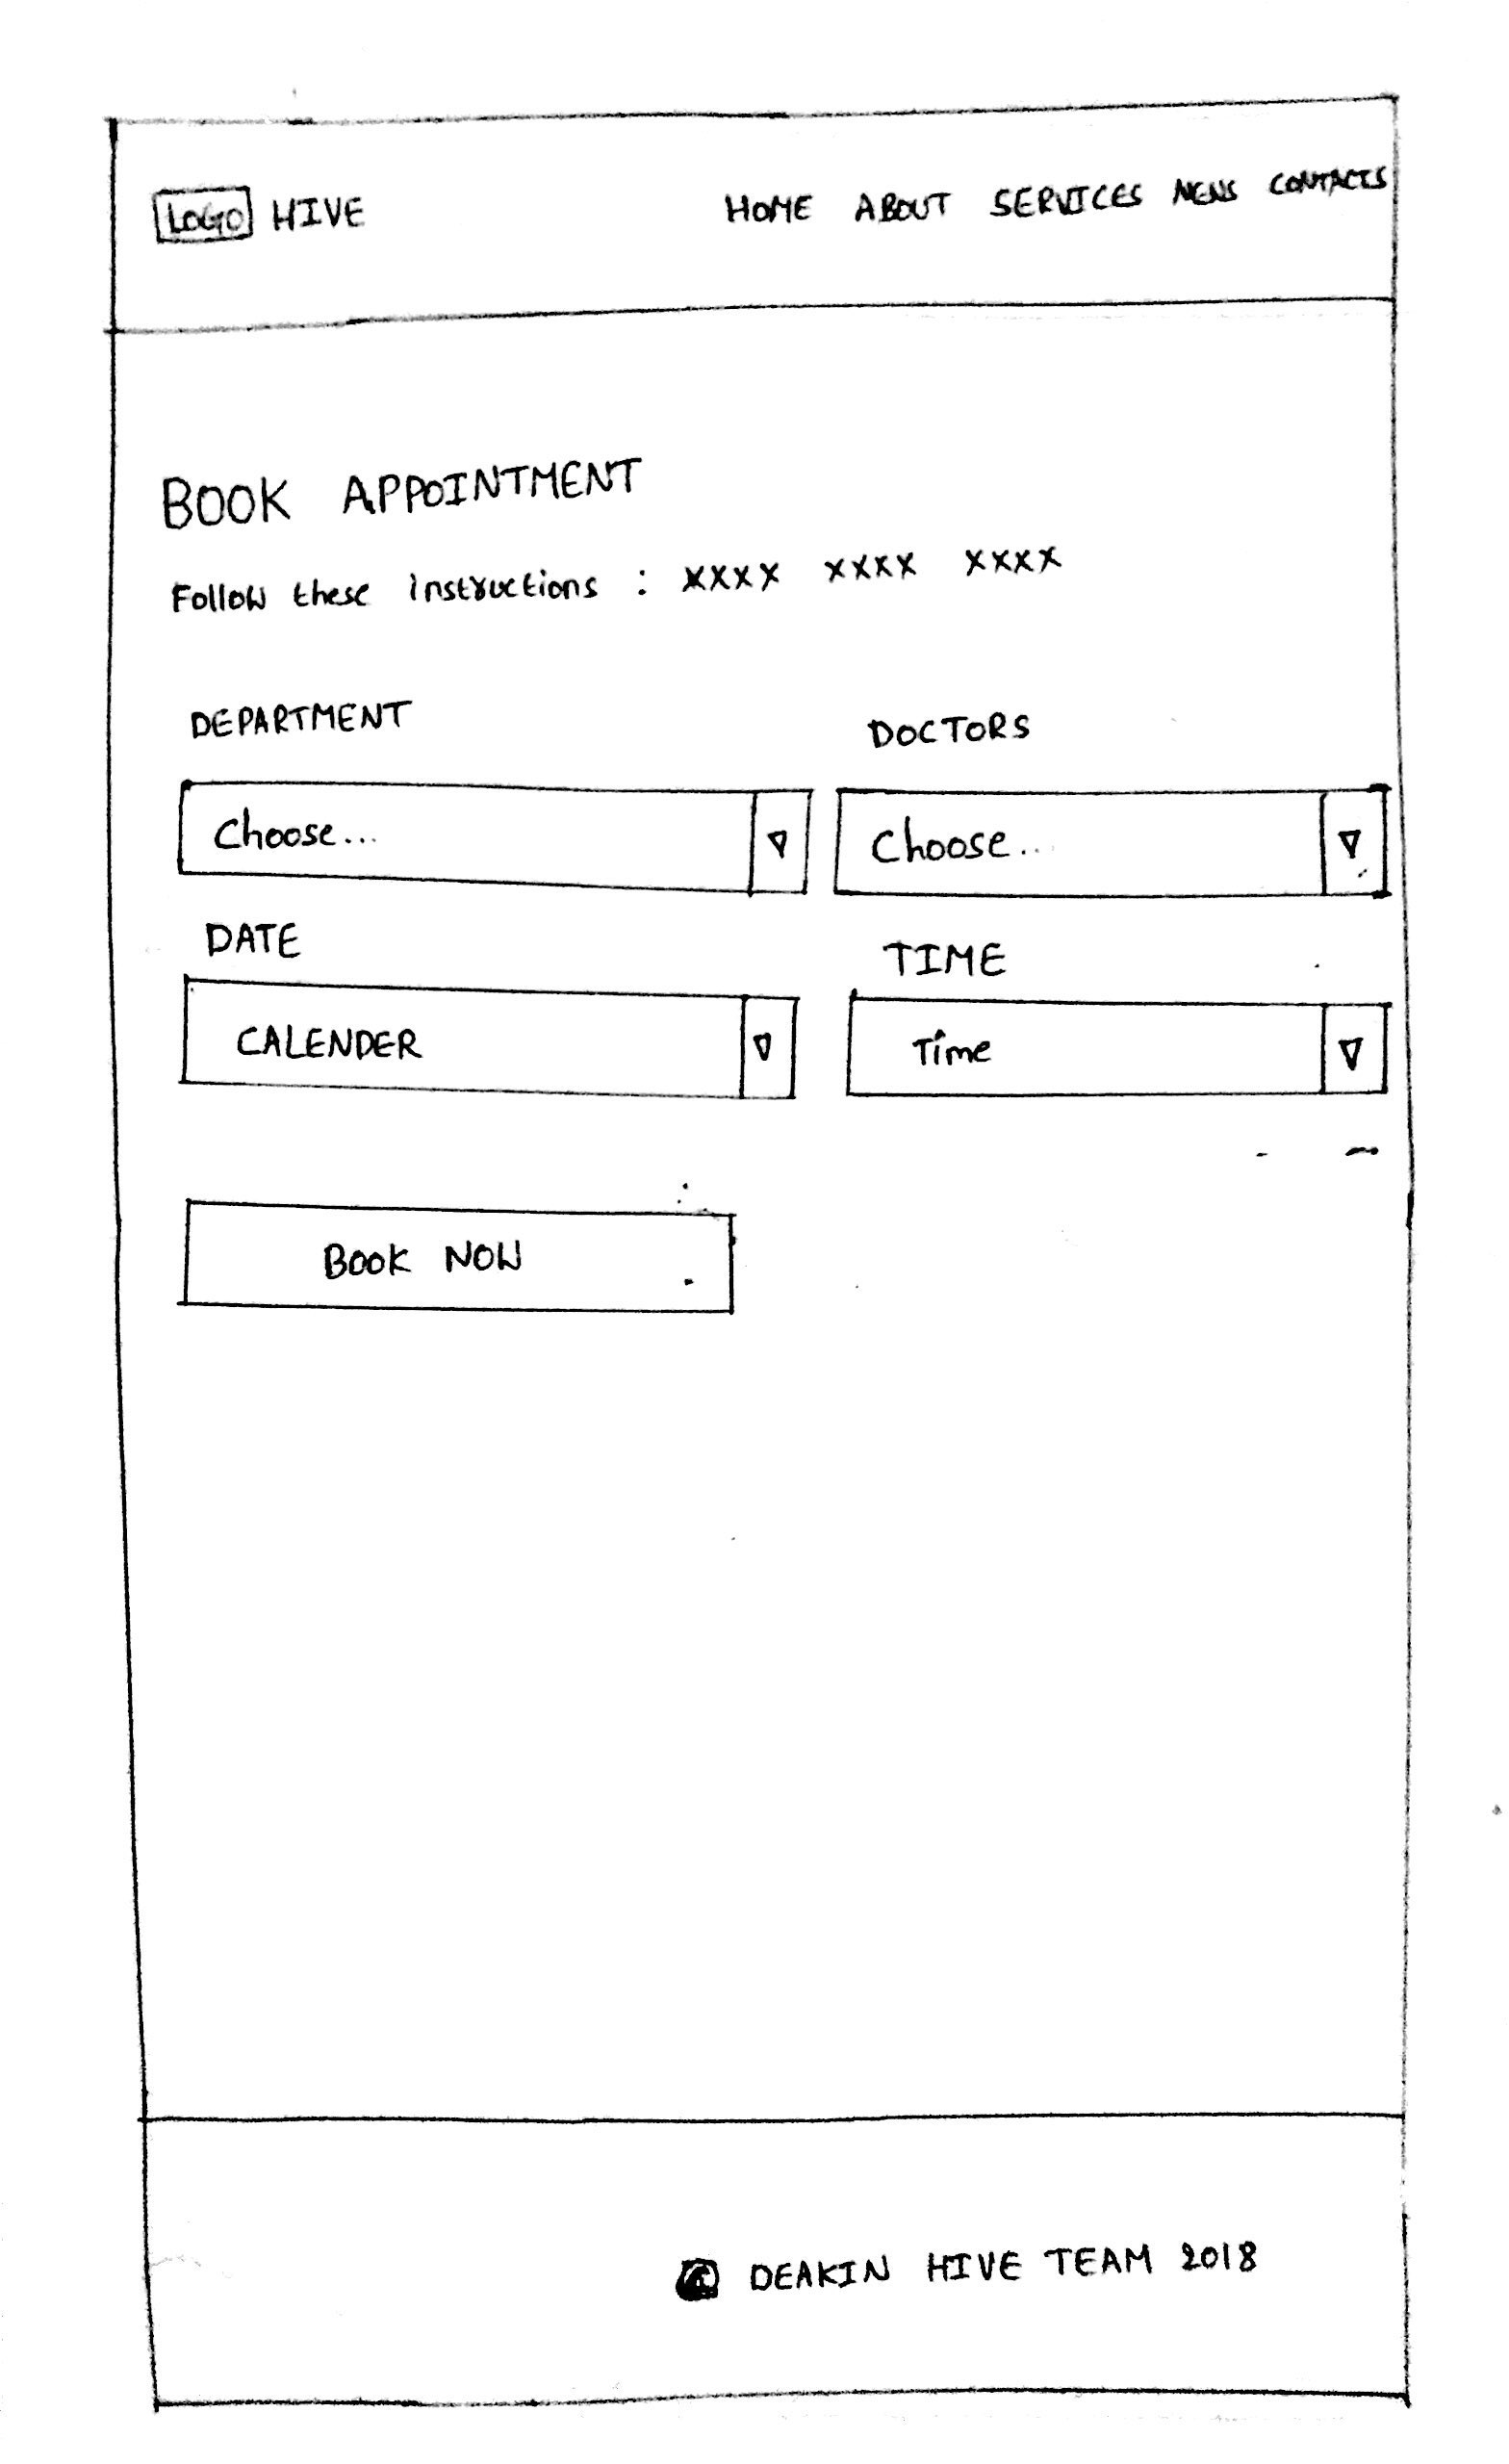 LOGO HIVE HOME ABOUT SERVICES NEWS CONTACTS
BOOK APPOINTMENT
Follow these instructions : xxxx xxxx xxxx
DEPARTMENT DOCTORS
Choose... Choose...
DATE TIME
CALENDER Time
BOOK NOW
© DEAKIN HIVE TEAM 2018